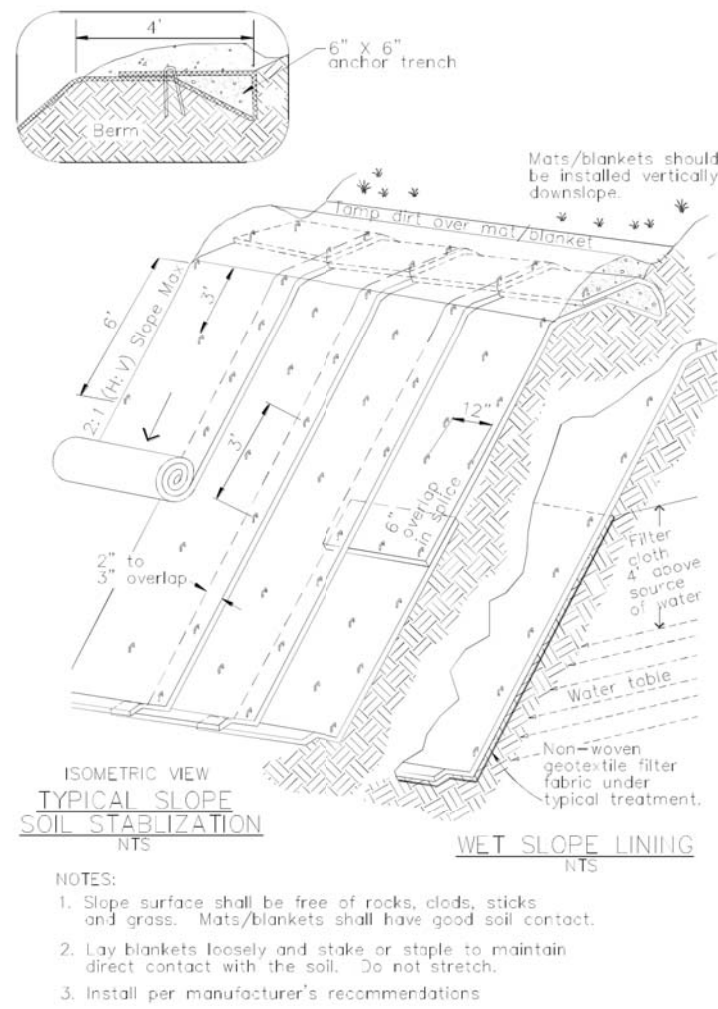 4'
6" X 6"
anchor trench
Berm
Mats/blankets should
be installed vertically
downslope.
Tamp dirt over mat/blanket
6'
2:1 (H:V) Slope Max
3'
3'
12"
6"
overlap
in splice
2" to
3" overlap
Filter
cloth
4' above
source
of water
Water table
Non-woven
geotextile filter
fabric under
typical treatment.
ISOMETRIC VIEW
TYPICAL SLOPE
SOIL STABLIZATION
NTS
WET SLOPE LINING
NTS
NOTES:
1. Slope surface shall be free of rocks, clods, sticks
and grass. Mats/blankets shall have good soil contact.
2. Lay blankets loosely and stake or staple to maintain
direct contact with the soil. Do not stretch.
3. Install per manufacturer's recommendations